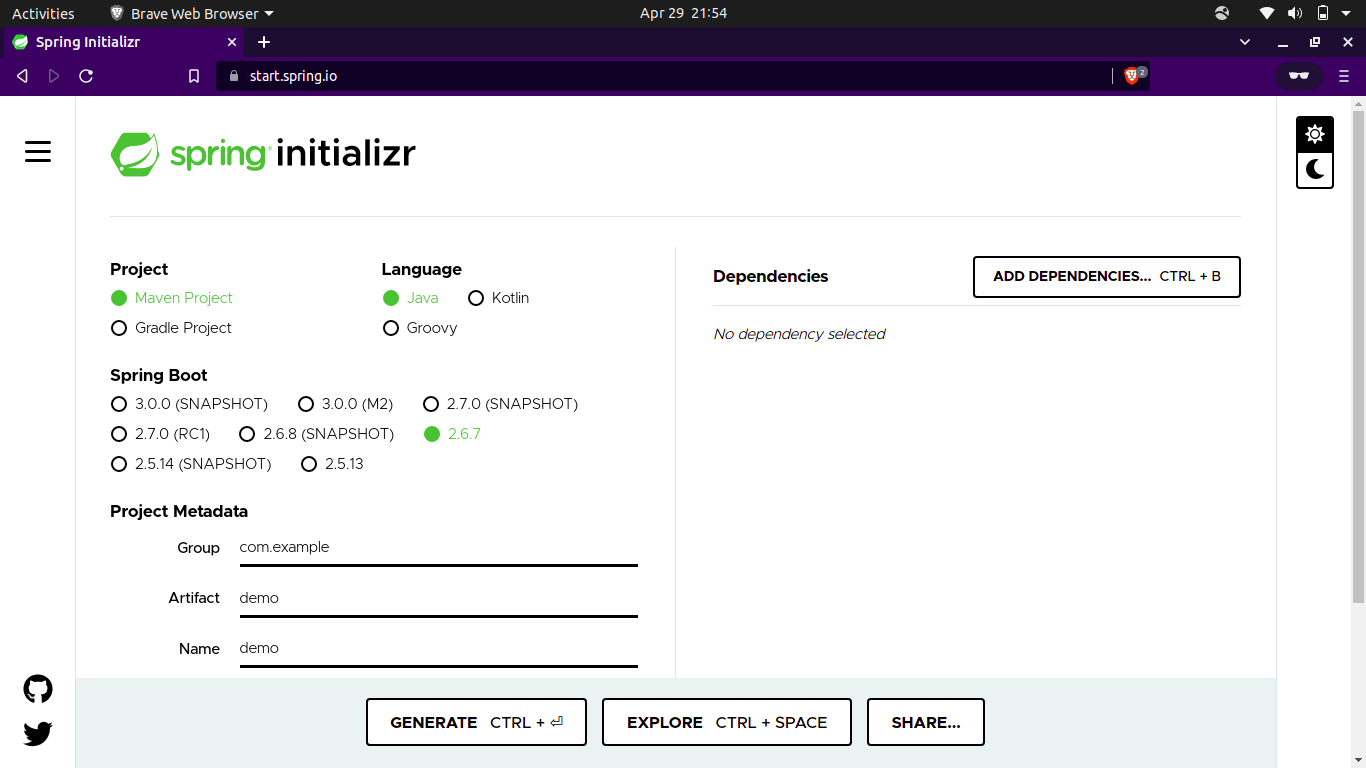 Activities
Brave Web Browser
Apr 29 21:54
Spring Initializr
start.spring.io
2
spring initializr
Project
Maven Project
Gradle Project
Language
Java
Kotlin
Groovy
Spring Boot
3.0.0 (SNAPSHOT)
3.0.0 (M2)
2.7.0 (SNAPSHOT)
2.7.0 (RC1)
2.6.8 (SNAPSHOT)
2.6.7
2.5.14 (SNAPSHOT)
2.5.13
Project Metadata
Group
com.example
Artifact
demo
Name
demo
Dependencies
ADD DEPENDENCIES... CTRL + B
No dependency selected
GENERATE CTRL + ⏎
EXPLORE CTRL + SPACE
SHARE...